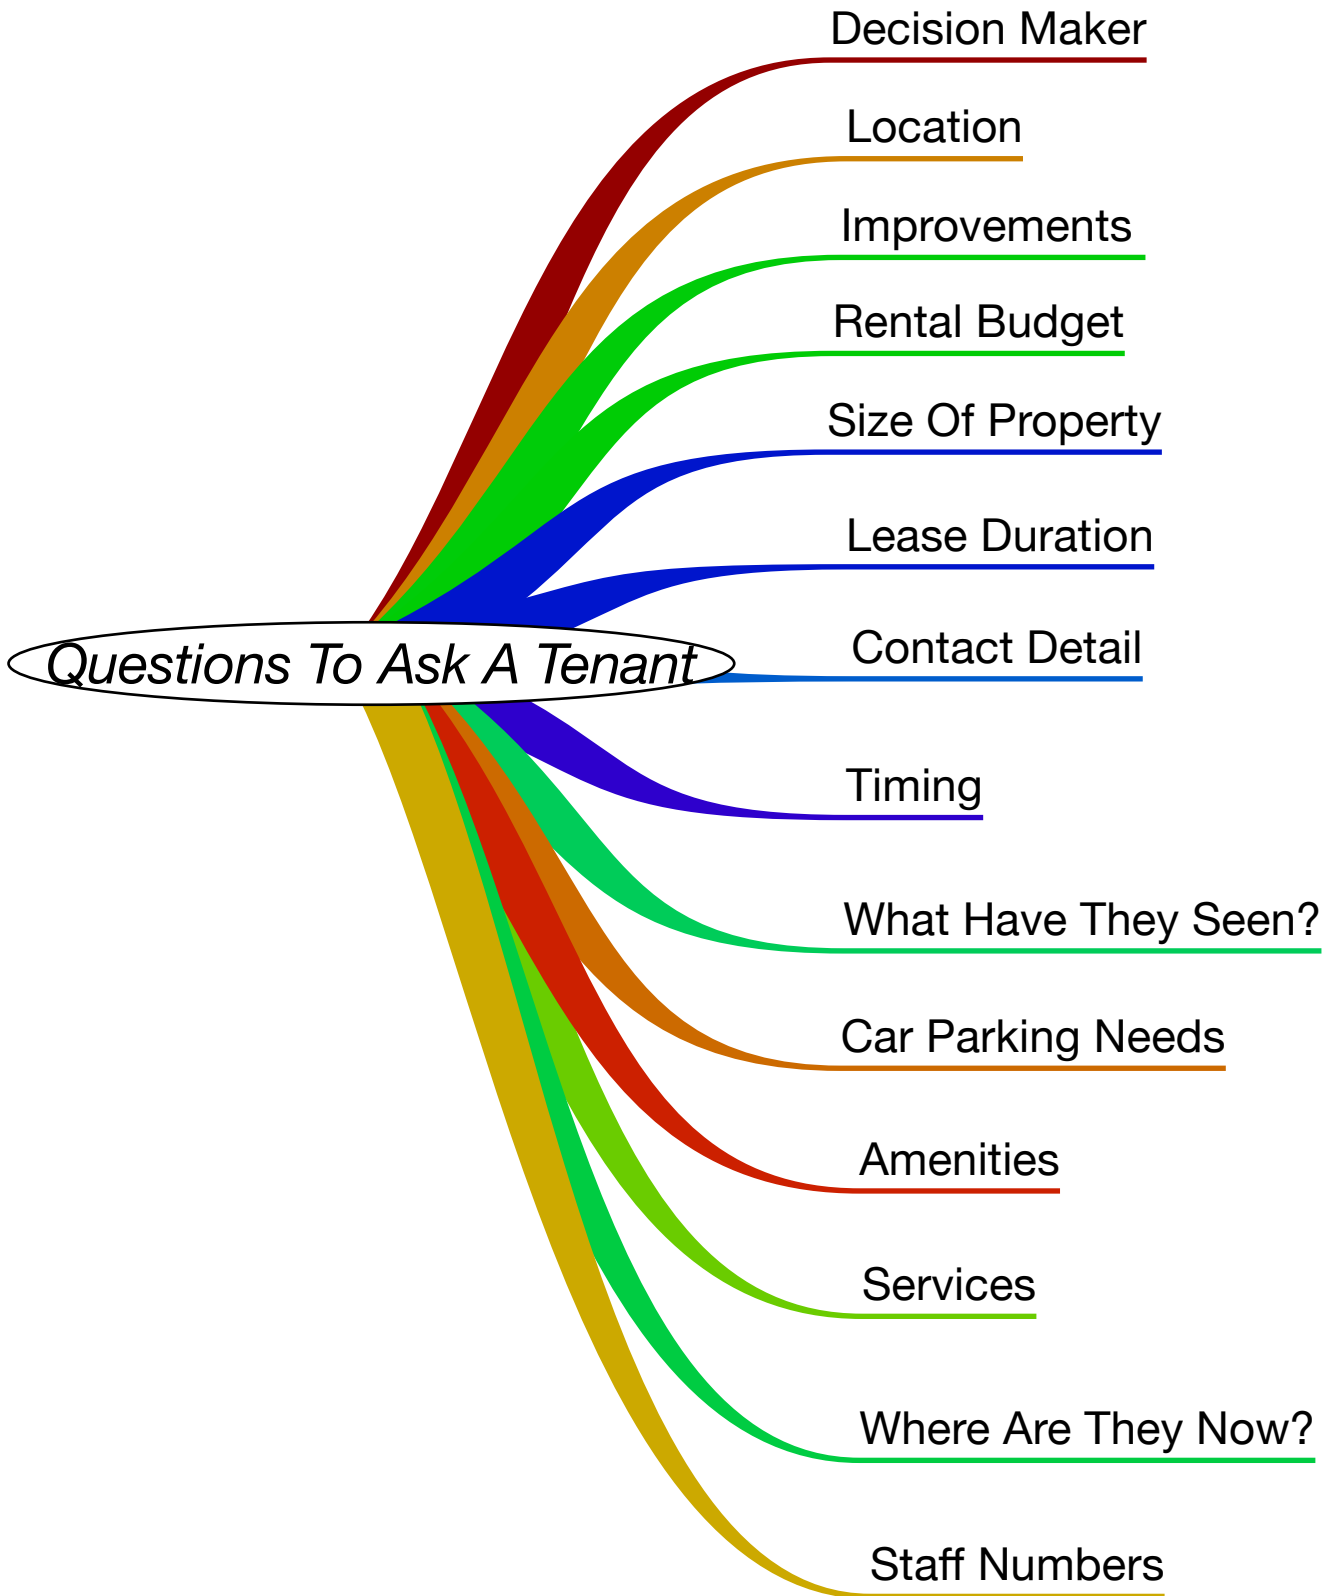 Decision Maker
Location
Improvements
Rental Budget
Size Of Property
Lease Duration
Questions To Ask A Tenant
Contact Detail
Timing
What Have They Seen?
Car Parking Needs
Amenities
Services
Where Are They Now?
Staff Numbers